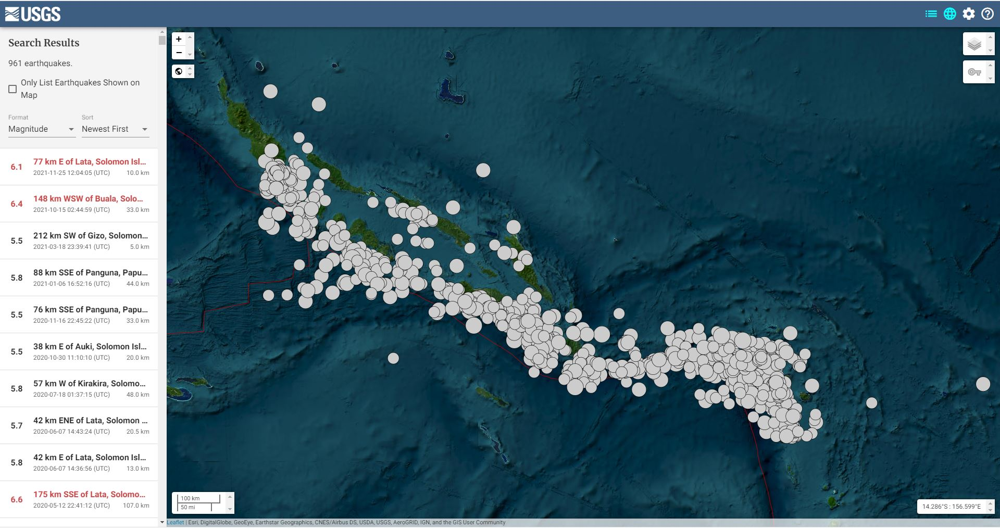 USGS
Search Results
961 earthquakes.
Only List Earthquakes Shown on
Map
Format
Magnitude
Sort
Newest First
6.1
77 km E of Lata, Solomon Isl...
2021-11-25 12:04:05 (UTC) 10.0 km
6.4
148 km WSW of Buala, Solo...
2021-10-15 02:44:59 (UTC) 33.0 km
5.5
212 km SW of Gizo, Solomon...
2021-03-18 23:39:41 (UTC) 5.0 km
5.8
88 km SSE of Panguna, Papu...
2021-01-06 16:52:16 (UTC) 44.0 km
5.5
76 km SSE of Panguna, Papu...
2020-11-16 22:45:22 (UTC) 33.0 km
5.5
38 km E of Auki, Solomon Isl...
2020-10-30 11:10:10 (UTC) 20.0 km
5.8
57 km W of Kirakira, Solomo...
2020-07-18 01:37:15 (UTC) 48.0 km
5.7
42 km ENE of Lata, Solomon ...
2020-06-07 14:43:24 (UTC) 20.5 km
5.8
42 km E of Lata, Solomon Isl...
2020-06-07 14:36:56 (UTC) 13.0 km
6.6
175 km SSE of Lata, Solomo...
2020-05-12 22:41:12 (UTC) 107.0 km
+
−
100 km
50 mi
14.286°S : 156.599°E
Leaflet | Esri, DigitalGlobe, GeoEye, Earthstar Geographics, CNES/Airbus DS, USDA, USGS, AeroGRID, IGN, and the GIS User Community